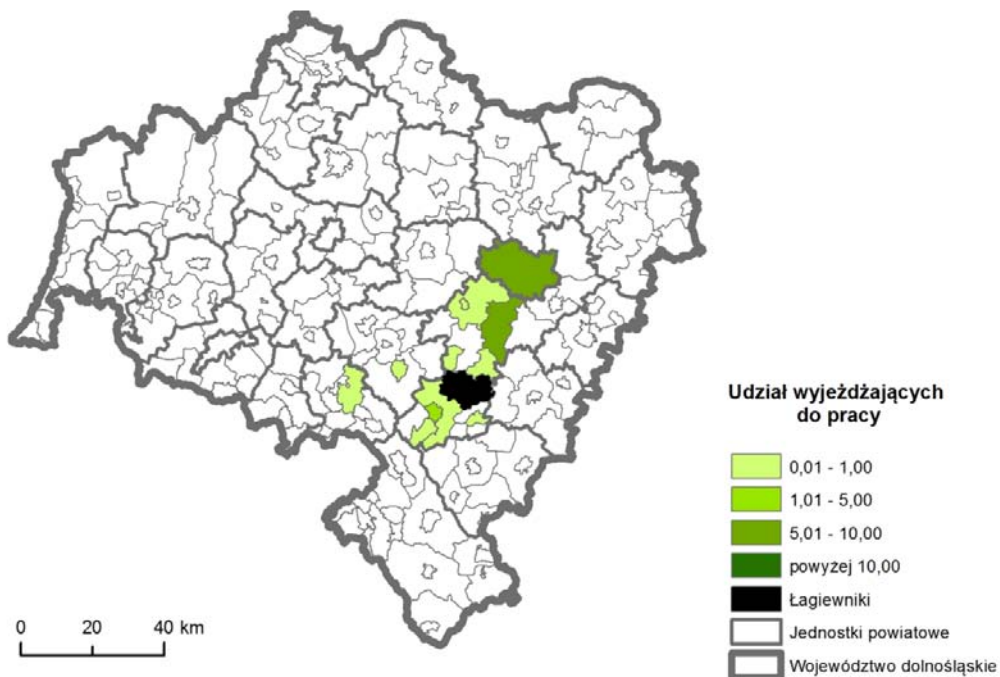 Udział wyjeżdżających
do pracy
0,01 - 1,00
1,01 - 5,00
5,01 - 10,00
powyżej 10,00
Łagiewniki
Jednostki powiatowe
Województwo dolnośląskie
0 20 40 km